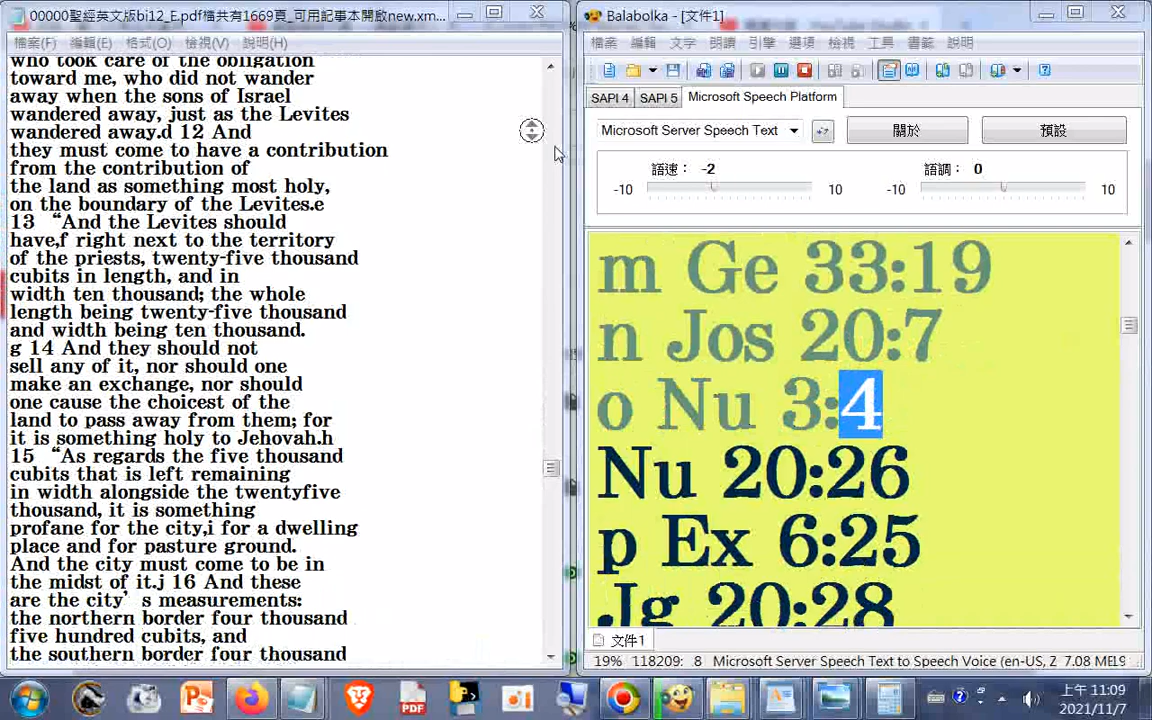 00000聖經英文版bi12_E.pdf檔共有1669頁_可用記事本開啟new.xm...
檔案(F) 編輯(E) 格式(O) 檢視(V) 說明(H)
who took care of the obligation
toward me, who did not wander
away when the sons of Israel
wandered away, just as the Levites
wandered away.d 12 And
they must come to have a contribution
from the contribution of
the land as something most holy,
on the boundary of the Levites.e
13 “And the Levites should
have,f right next to the territory
of the priests, twenty-five thousand
cubits in length, and in
width ten thousand; the whole
length being twenty-five thousand
and width being ten thousand.
g 14 And they should not
sell any of it, nor should one
make an exchange, nor should
one cause the choicest of the
land to pass away from them; for
it is something holy to Jehovah.h
15 “As regards the five thousand
cubits that is left remaining
in width alongside the twentyfive
thousand, it is something
profane for the city,i for a dwelling
place and for pasture ground.
And the city must come to be in
the midst of it.j 16 And these
are the city’s measurements:
the northern border four thousand
five hundred cubits, and
the southern border four thousand
Balabolka - [文件1]
檔案 編輯 文字 朗讀 引擎 選項 檢視 工具 書籤 說明
SAPI 4 SAPI 5 Microsoft Speech Platform
Microsoft Server Speech Text 關於 預設
語速： -2 語調： 0
-10 10 -10 10
m Ge 33:19
n Jos 20:7
o Nu 3:4
Nu 20:26
p Ex 6:25
Jg 20:28
文件1
19% 118209: 8 Microsoft Server Speech Text to Speech Voice (en-US, Z 7.08 ME
上午 11:09
2021/11/7